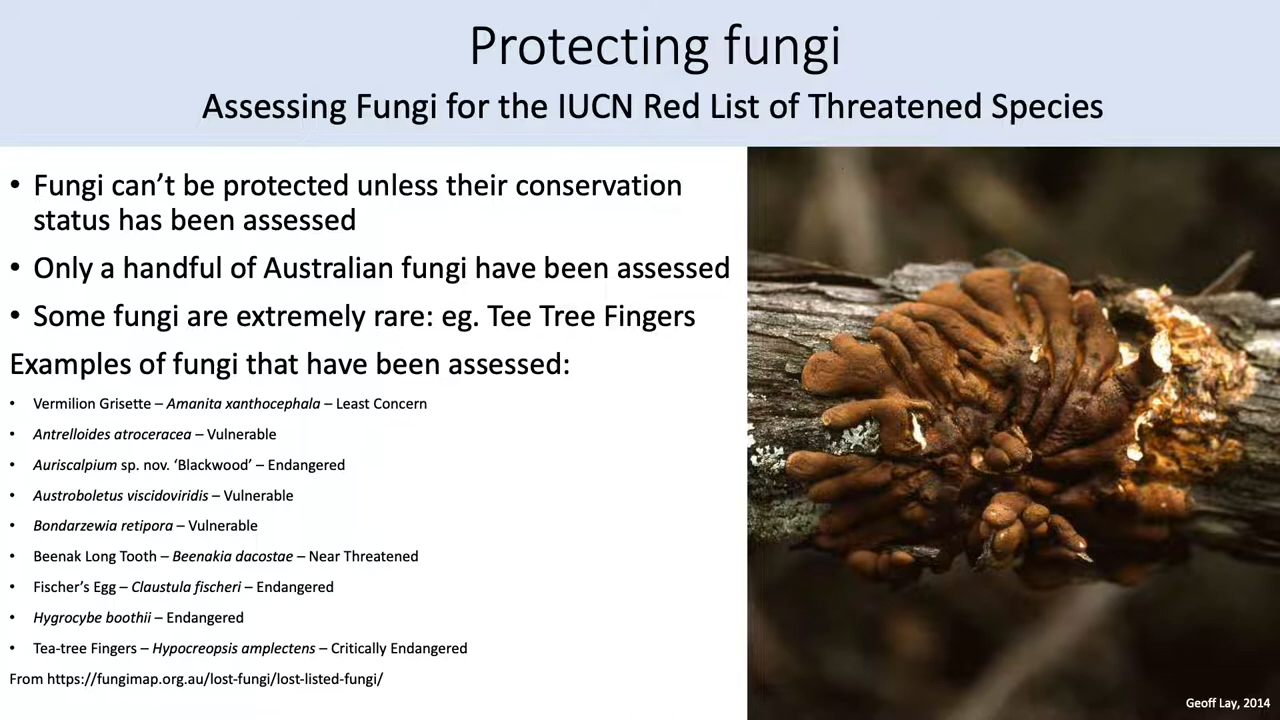 Protecting fungi
Assessing Fungi for the IUCN Red List of Threatened Species
• Fungi can’t be protected unless their conservation
status has been assessed
• Only a handful of Australian fungi have been assessed
• Some fungi are extremely rare: eg. Tee Tree Fingers
Examples of fungi that have been assessed:
• Vermilion Grisette – Amanita xanthocephala – Least Concern
• Antrelloides atroceracea – Vulnerable
• Auriscalpium sp. nov. ‘Blackwood’ – Endangered
• Austroboletus viscidoviridis – Vulnerable
• Bondarzewia retipora – Vulnerable
• Beenak Long Tooth – Beenakia dacostae – Near Threatened
• Fischer’s Egg – Claustula fischeri – Endangered
• Hygrocybe boothii – Endangered
• Tea-tree Fingers – Hypocreopsis amplectens – Critically Endangered
From https://fungimap.org.au/lost-fungi/lost-listed-fungi/
Geoff Lay, 2014